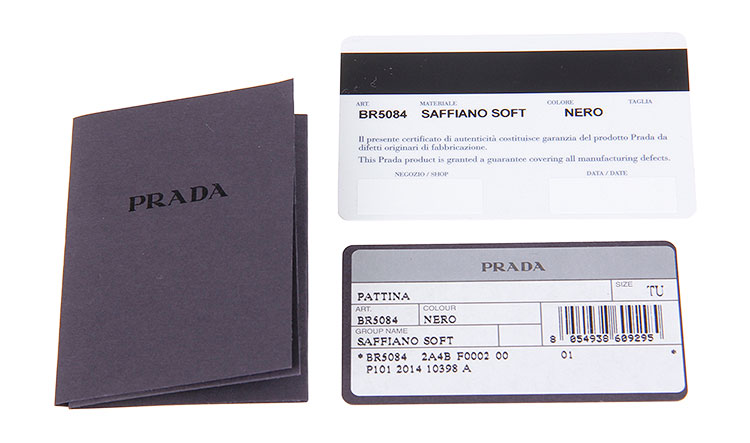 PRADA
ART. MATERIALE COLORE TAGLIA
BR5084 SAFFIANO SOFT NERO
Il presente certificato di autenticità costituisce garanzia del prodotto Prada da
difetti originari di fabbricazione.
This Prada product is granted a guarantee covering all manufacturing defects.
NEGOZIO / SHOP DATA / DATE
PRADA
PATTINA SIZE TU
ART. COLOUR
BR5084 NERO
GROUP NAME
SAFFIANO SOFT
8 054938 609295
* BR5084 2A4B F0002 00 01 *
P101 2014 10398 A